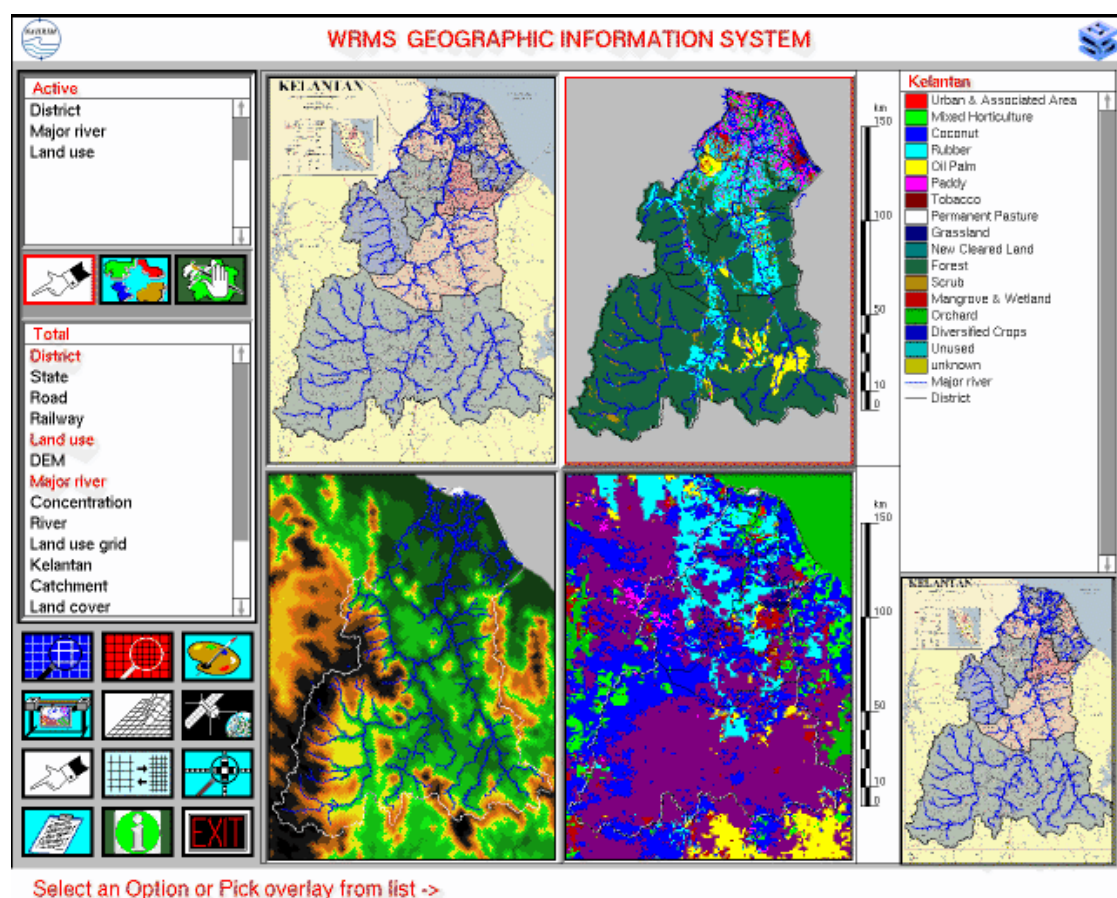 WRMS GEOGRAPHIC INFORMATION SYSTEM
Active
District
Major river
Land use
Total
District
State
Road
Railway
Land use
DEM
Major river
Concentration
River
Land use grid
Kelantan
Catchment
Land cover
EXIT
KELANTAN
km
150
100
50
10
0
km
150
100
50
10
0
Kelantan
Urban & Associated Area
Mixed Horticulture
Coconut
Rubber
Oil Palm
Paddy
Tobacco
Permanent Pasture
Grassland
New Cleared Land
Forest
Scrub
Mangrove & Wetland
Orchard
Diversified Crops
Unused
unknown
Major river
District
KELANTAN
Select an Option or Pick overlay from list ->